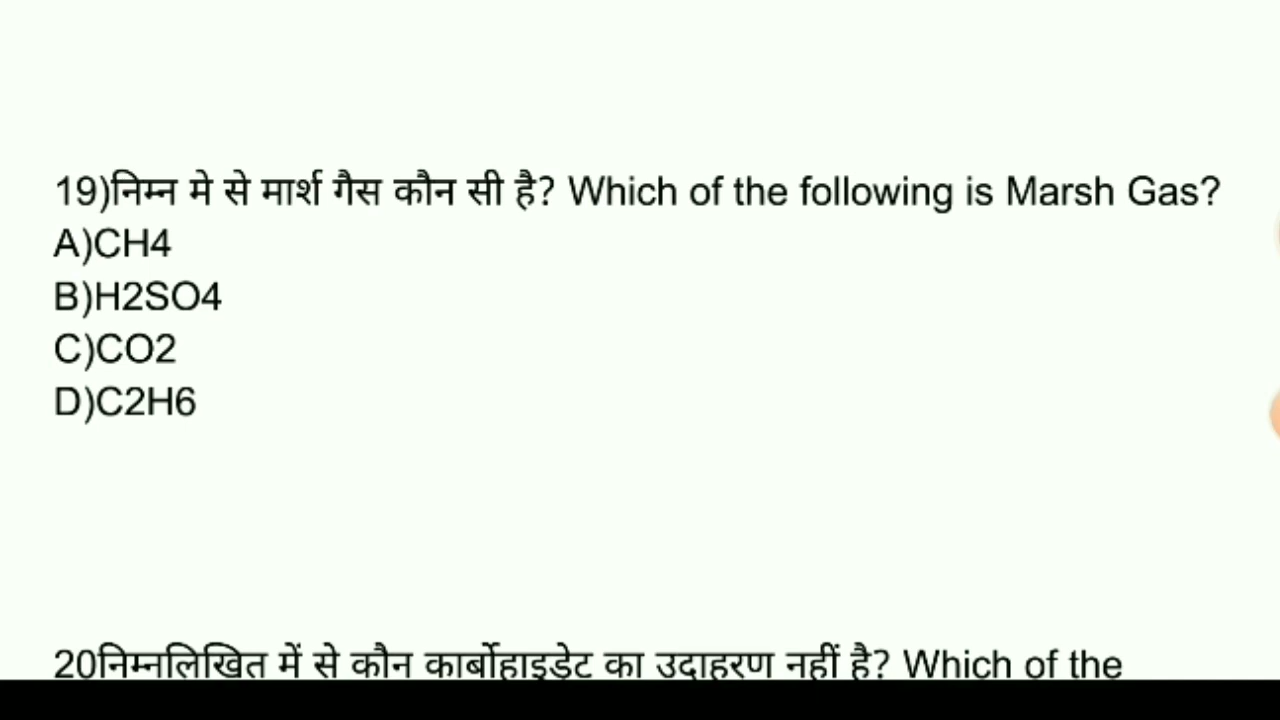 19)निम्न मे से मार्श गैस कौन सी है? Which of the following is Marsh Gas?
A)CH4
B)H2SO4
C)CO2
D)C2H6
20निम्नलिखित में से कौन कार्बोहाइडेट का उदाहरण नहीं है? Which of the